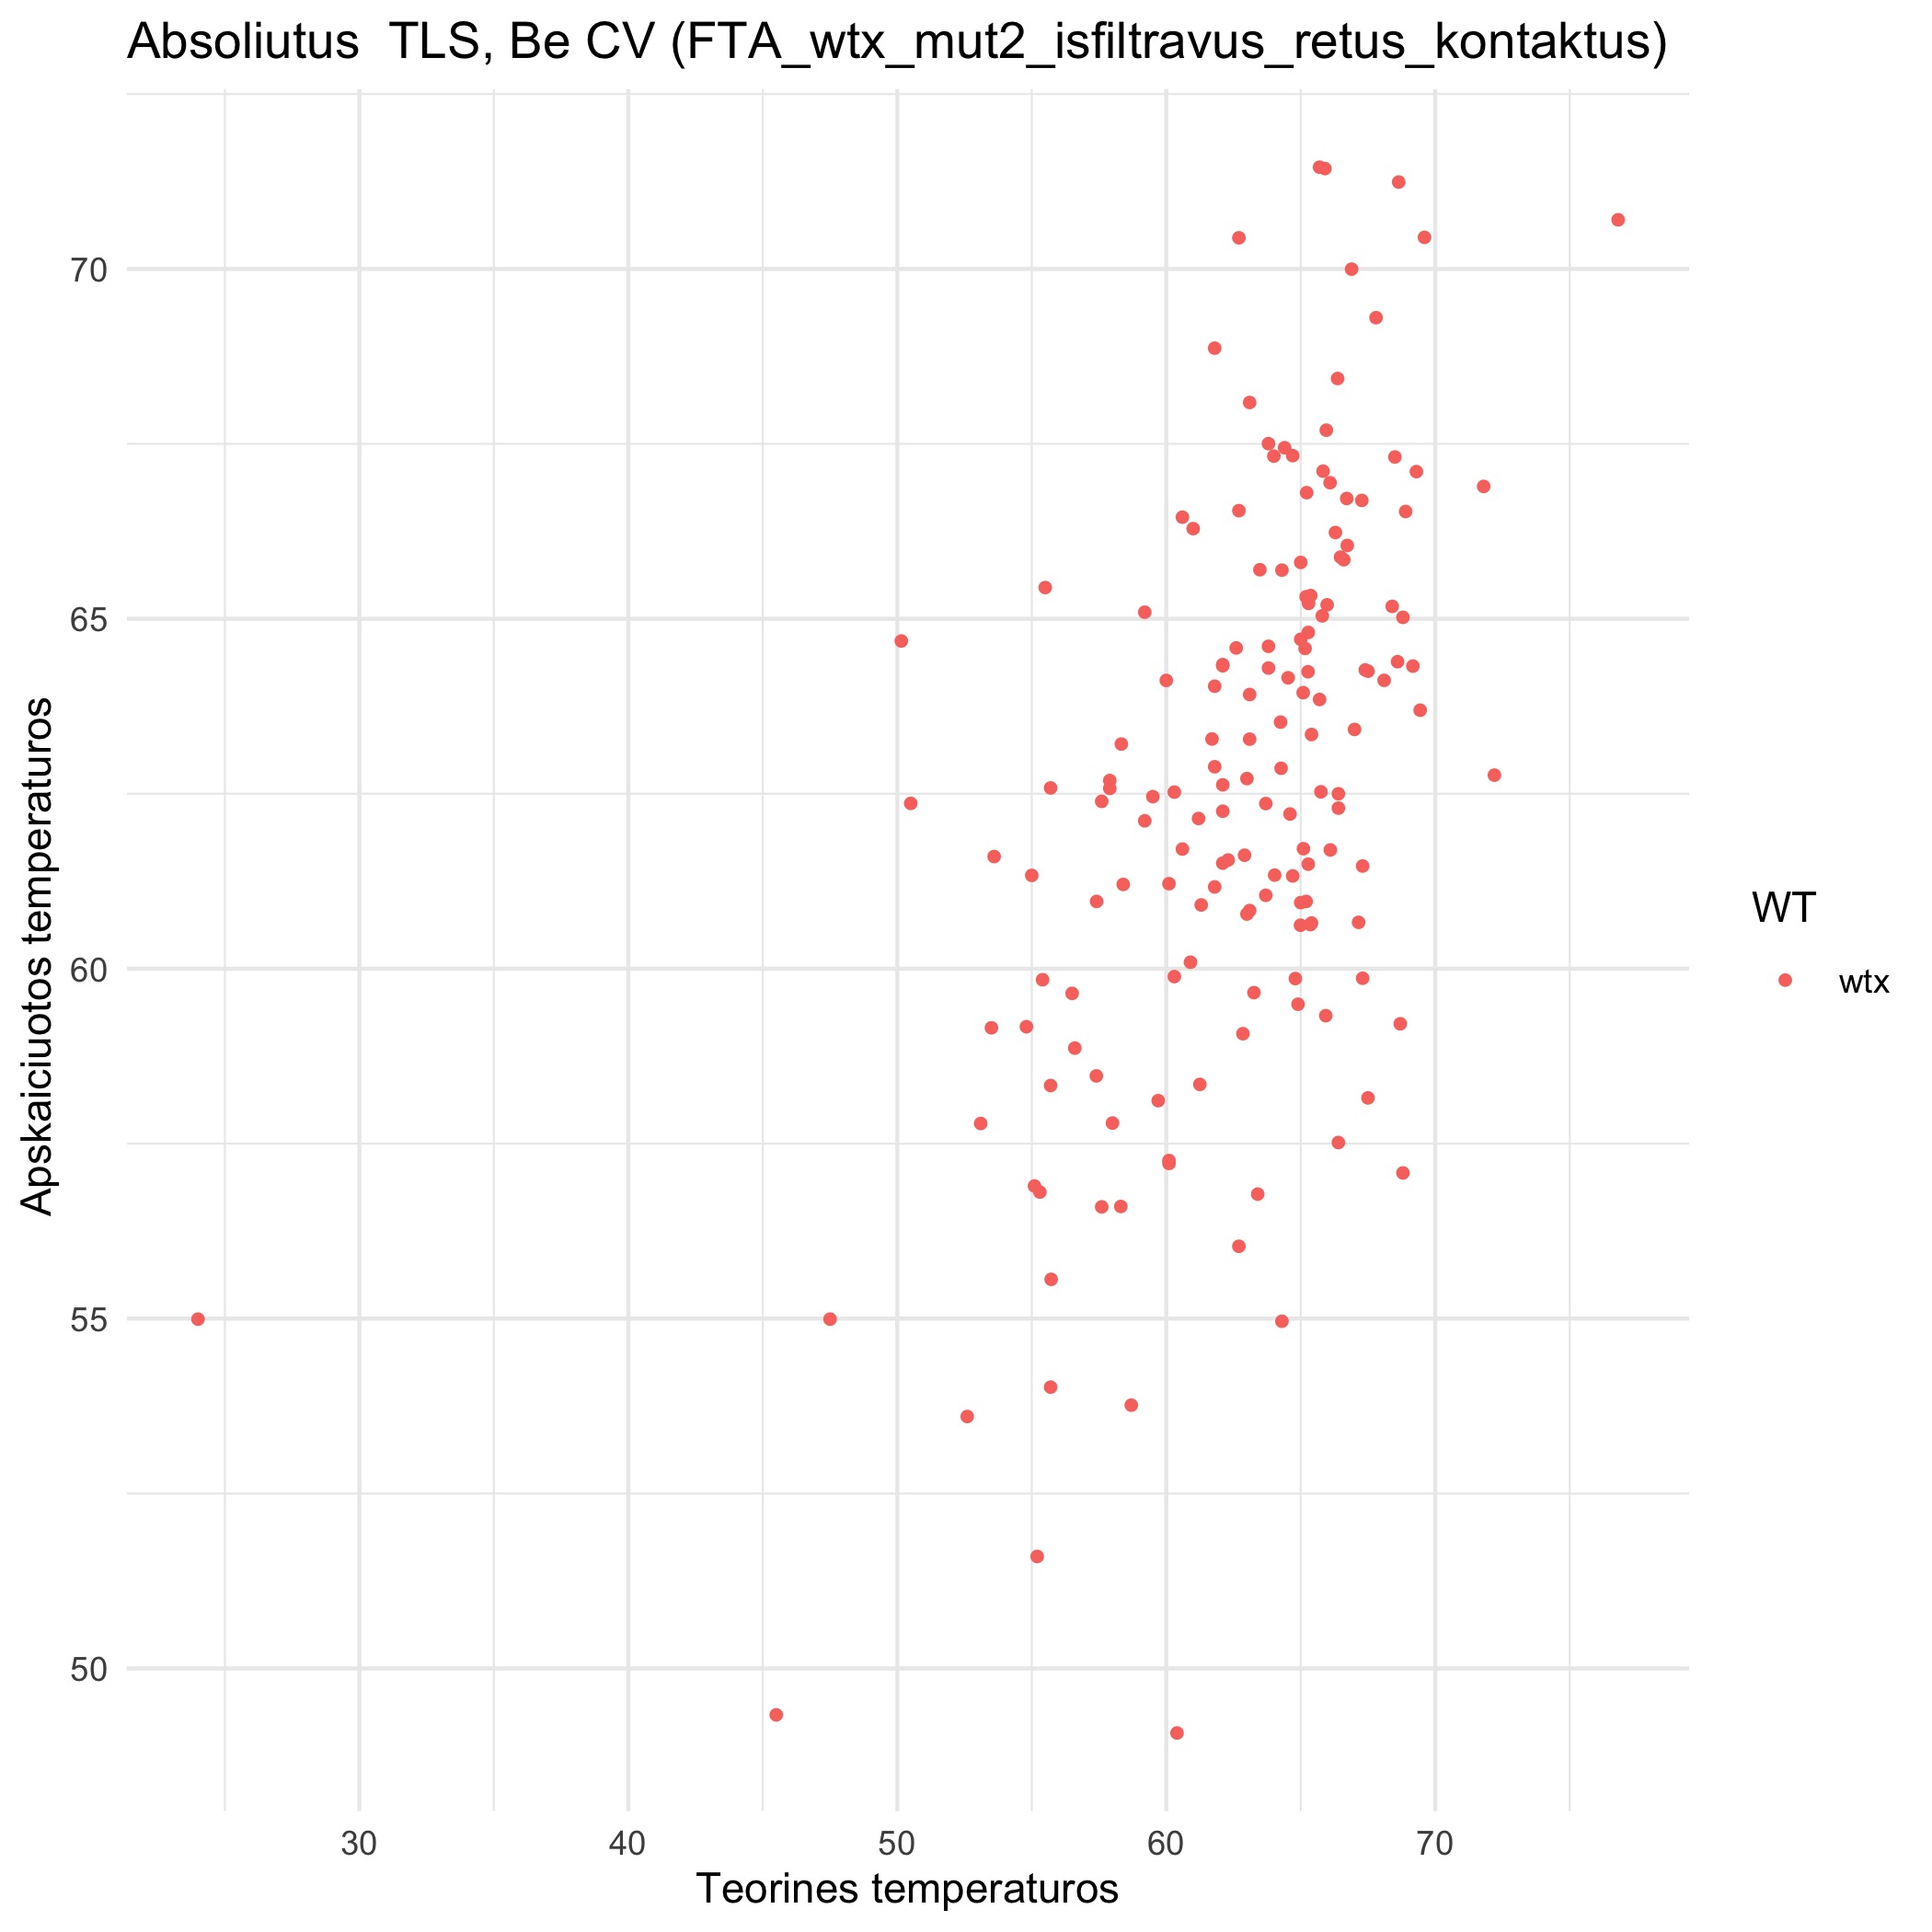 Absoliutus  TLS, Be CV (FTA_wtx_mut2_isfiltravus_retus_kontaktus)
Apskaiciuotos temperaturos
70
65
60
55
50
30 40 50 60 70
Teorines temperaturos
WT
wtx